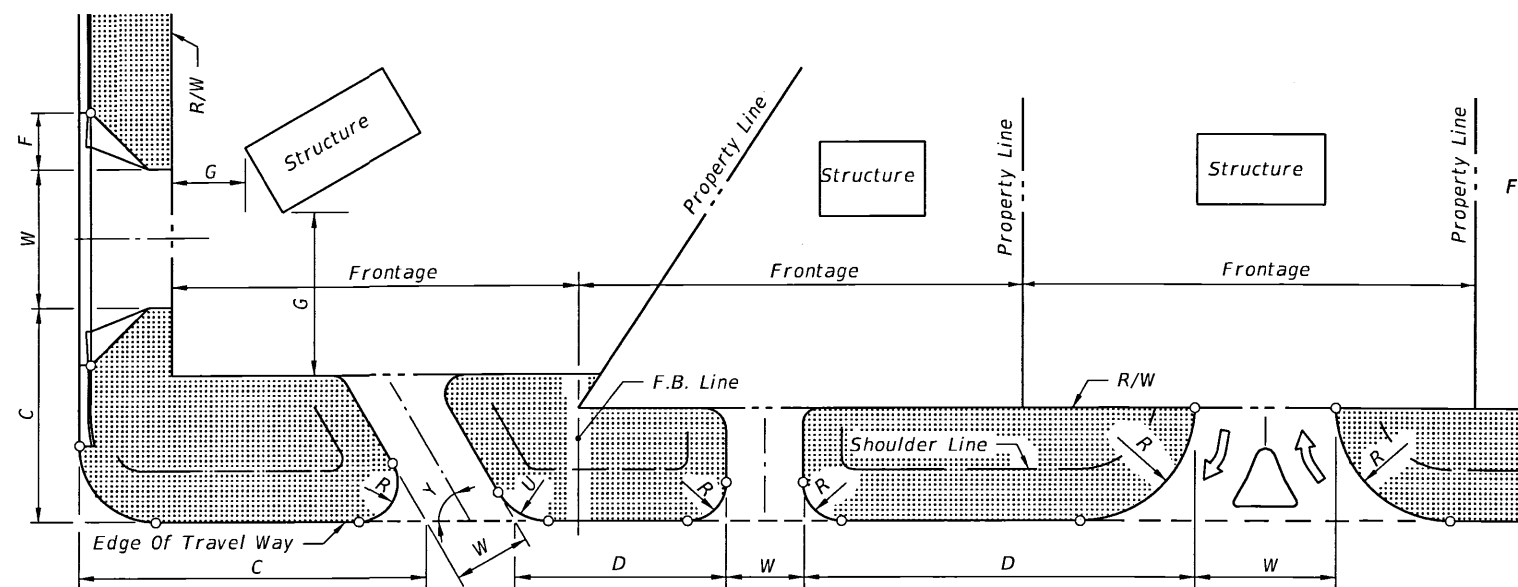 R/W
F
Structure
G
W
Property Line
Structure
Property Line
Structure
Property Line
F
Frontage
Frontage
Frontage
G
C
F.B. Line
R/W
Shoulder Line
R
Y
U
R
R
R
R
Edge Of Travel Way
W
C
D
W
D
W